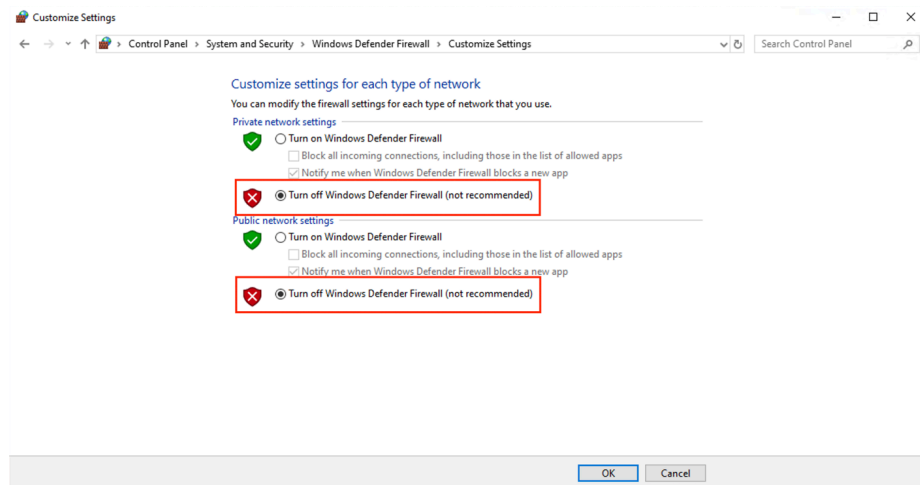 Customize Settings
Control Panel > System and Security > Windows Defender Firewall > Customize Settings
Search Control Panel
Customize settings for each type of network
You can modify the firewall settings for each type of network that you use.
Private network settings
Turn on Windows Defender Firewall
Block all incoming connections, including those in the list of allowed apps
Notify me when Windows Defender Firewall blocks a new app
Turn off Windows Defender Firewall (not recommended)
Public network settings
Turn on Windows Defender Firewall
Block all incoming connections, including those in the list of allowed apps
Notify me when Windows Defender Firewall blocks a new app
Turn off Windows Defender Firewall (not recommended)
OK
Cancel